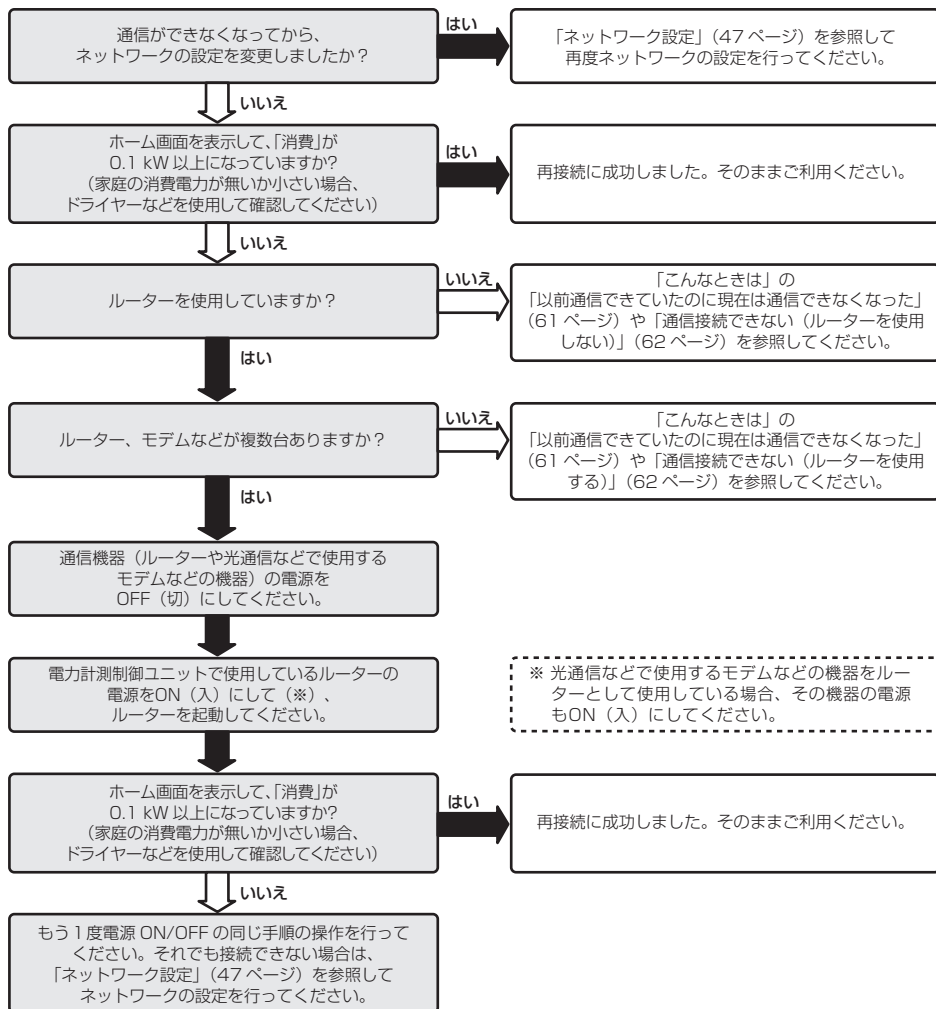 通信ができなくなってから、
ネットワークの設定を変更しましたか？
はい
「ネットワーク設定」（47 ページ）を参照して
再度ネットワークの設定を行ってください。
いいえ
ホーム画面を表示して、「消費」が
0.1 kW 以上になっていますか?
（家庭の消費電力が無いか小さい場合、
ドライヤーなどを使用して確認してください）
はい
再接続に成功しました。そのままご利用ください。
いいえ
ルーターを使用していますか？
いいえ
「こんなときは」の
「以前通信できていたのに現在は通信できなくなった」
（61 ページ）や「通信接続できない（ルーターを使用
しない）」（62 ページ）を参照してください。
はい
ルーター、モデムなどが複数台ありますか？
いいえ
「こんなときは」の
「以前通信できていたのに現在は通信できなくなった」
（61 ページ）や「通信接続できない（ルーターを使用
する）」（62 ページ）を参照してください。
はい
通信機器（ルーターや光通信などで使用する
モデムなどの機器）の電源を
OFF（切）にしてください。
電力計測制御ユニットで使用しているルーターの
電源をON（入）にして（※）、
ルーターを起動してください。
※ 光通信などで使用するモデムなどの機器をルー
ターとして使用している場合、その機器の電源
もON（入）にしてください。
ホーム画面を表示して、「消費」が
0.1 kW 以上になっていますか?
（家庭の消費電力が無いか小さい場合、
ドライヤーなどを使用して確認してください）
はい
再接続に成功しました。そのままご利用ください。
いいえ
もう 1 度電源 ON/OFF の同じ手順の操作を行って
ください。それでも接続できない場合は、
「ネットワーク設定」（47 ページ）を参照して
ネットワークの設定を行ってください。